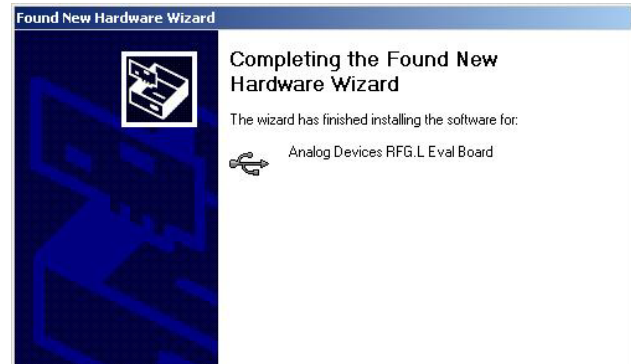 Found New Hardware Wizard
Completing the Found New
Hardware Wizard
The wizard has finished installing the software for:
Analog Devices RFG.L Eval Board